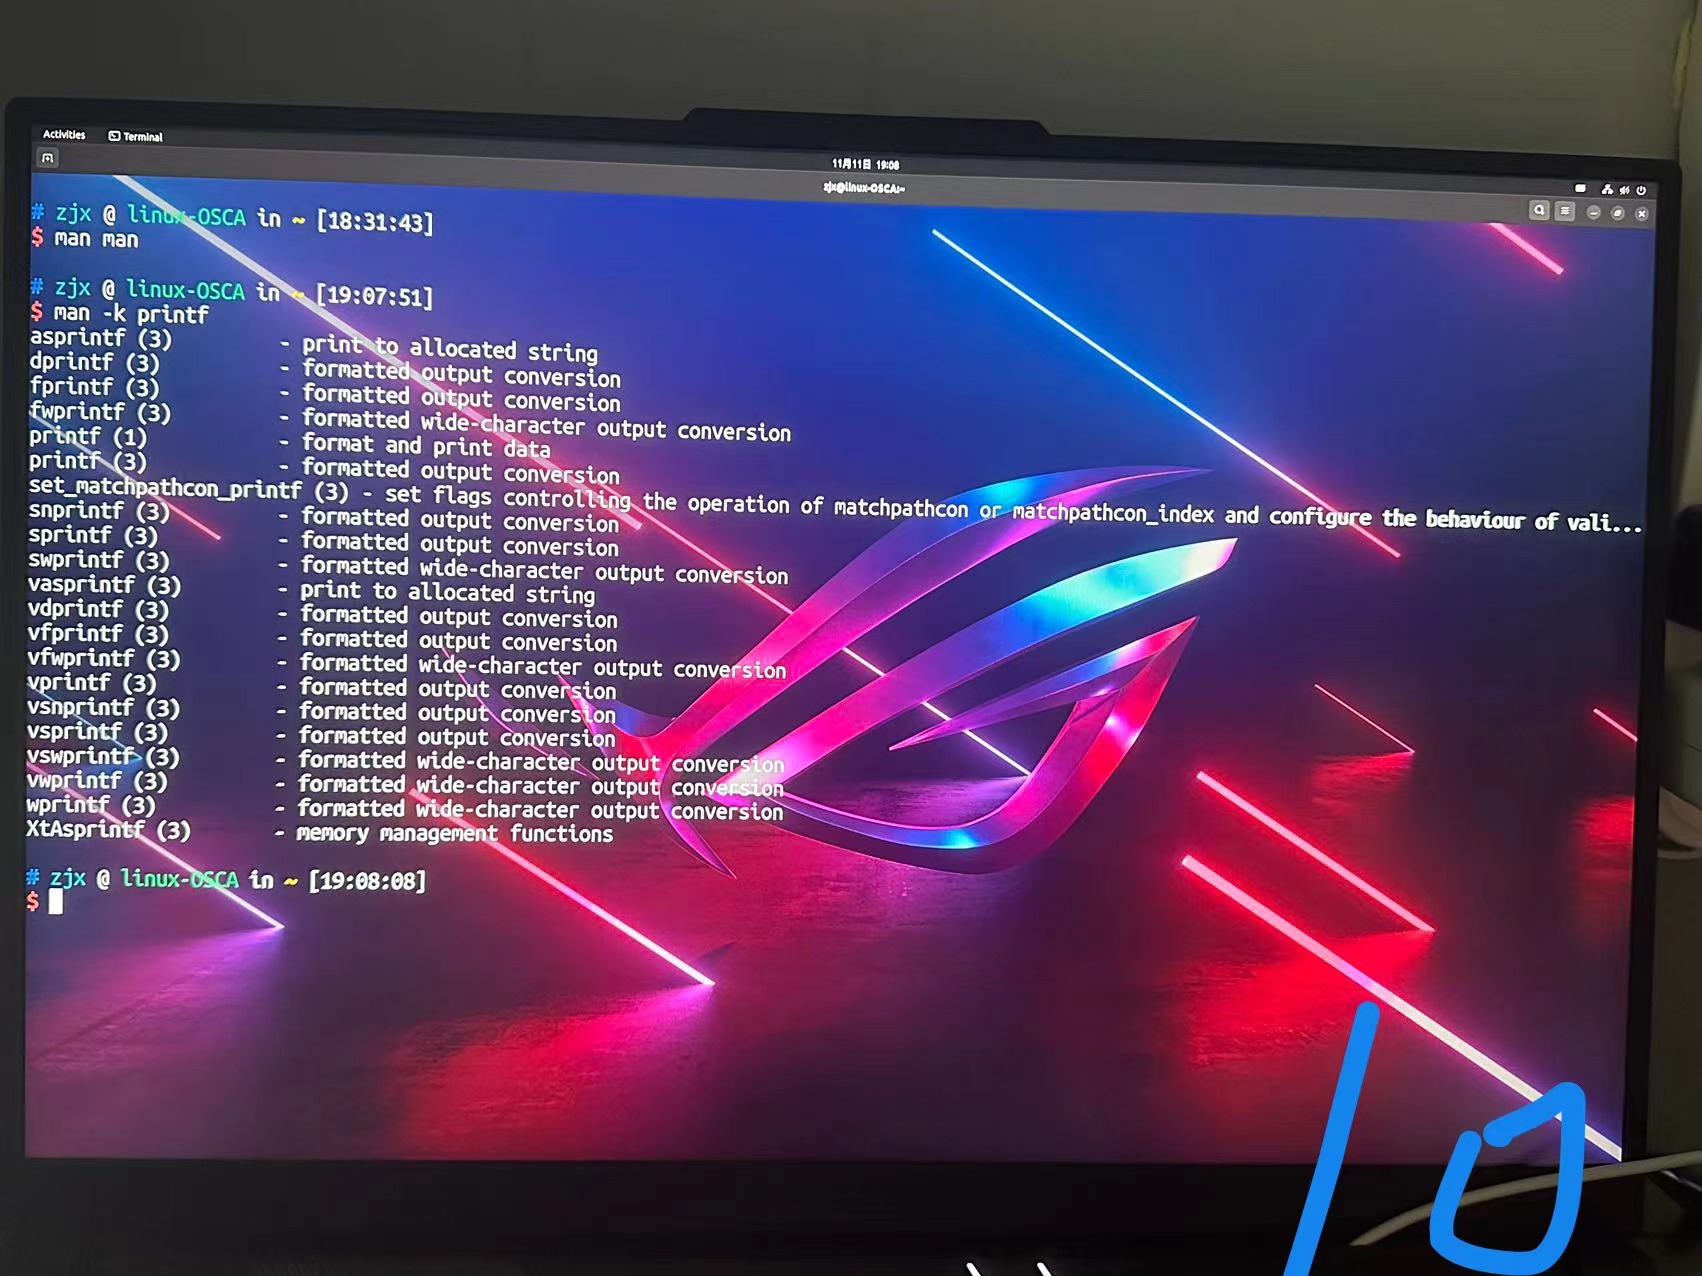 Activities Terminal
11月11日 19:08
zjx@linux-OSCA:~
# zjx @ linux-OSCA in ~ [18:31:43]
$ man man
# zjx @ linux-OSCA in ~ [19:07:51]
$ man -k printf
asprintf (3) - print to allocated string
dprintf (3) - formatted output conversion
fprintf (3) - formatted output conversion
fwprintf (3) - formatted wide-character output conversion
printf (1) - format and print data
printf (3) - formatted output conversion
set_matchpathcon_printf (3) - set flags controlling the operation of matchpathcon or matchpathcon_index and configure the behaviour of vali...
snprintf (3) - formatted output conversion
sprintf (3) - formatted output conversion
swprintf (3) - formatted wide-character output conversion
vasprintf (3) - print to allocated string
vdprintf (3) - formatted output conversion
vfprintf (3) - formatted output conversion
vfwprintf (3) - formatted wide-character output conversion
vprintf (3) - formatted output conversion
vsnprintf (3) - formatted output conversion
vsprintf (3) - formatted output conversion
vswprintf (3) - formatted wide-character output conversion
vwprintf (3) - formatted wide-character output conversion
wprintf (3) - formatted wide-character output conversion
XtAsprintf (3) - memory management functions
# zjx @ linux-OSCA in ~ [19:08:08]
$
10